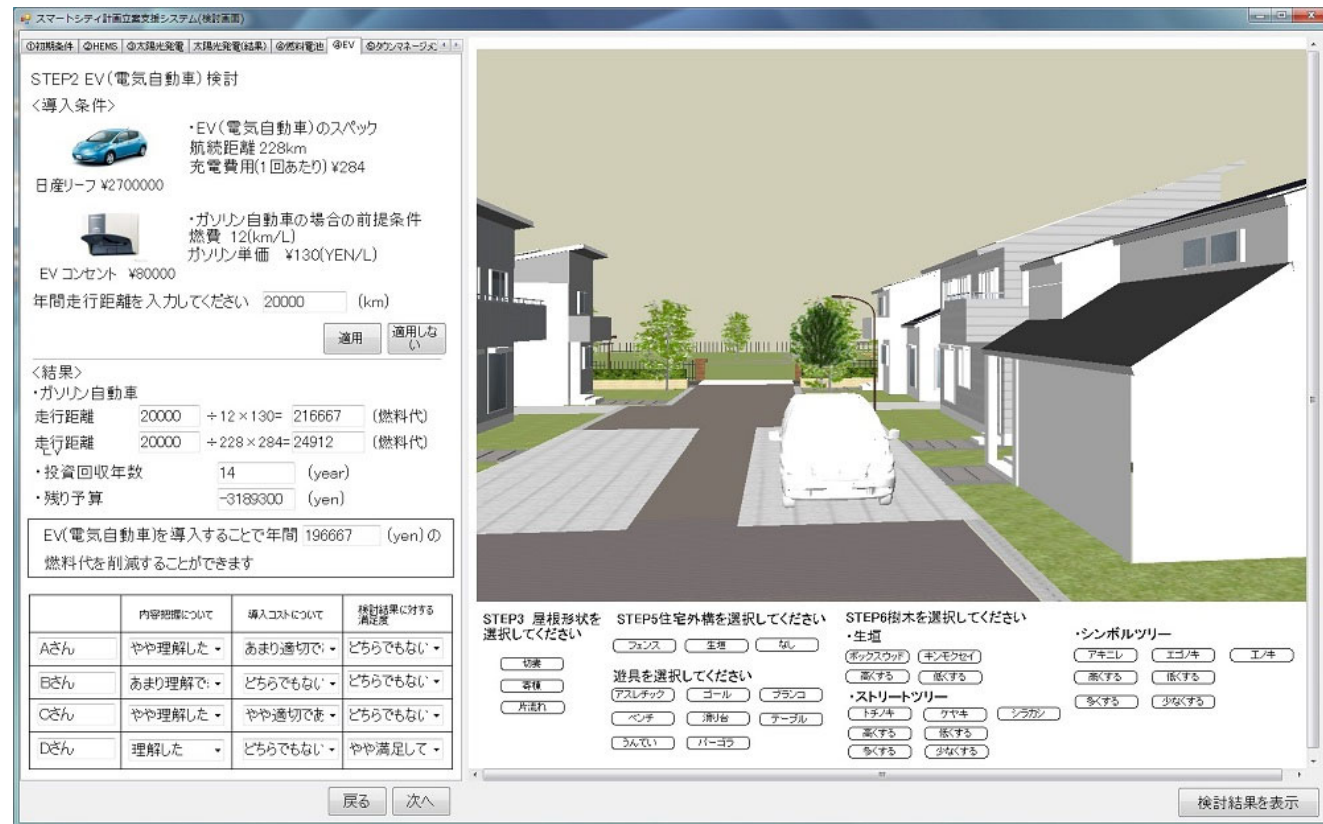 スマートシティ計画立案支援システム(検討画面)
①初期条件 ②HEMS ③太陽光発電 太陽光発電(結果) ④燃料電池 ④EV ⑥タウンマネージメ
STEP2 EV(電気自動車)検討
<導入条件>
・EV(電気自動車)のスペック
航続距離 228km
充電費用(1回あたり) ¥284
日産リーフ ¥2700000
・ガソリン自動車の場合の前提条件
燃費 12(km/L)
ガソリン単価 ¥130(YEN/L)
EV コンセント ¥80000
年間走行距離を入力してください 20000 (km)
適用 適用しな
い
<結果>
・ガソリン自動車
走行距離 20000 ÷12×130= 216667 (燃料代)
走行距離 20000 ÷228×284= 24912 (燃料代)
EV
・投資回収年数 14 (year)
・残り予算 -3189300 (yen)
EV(電気自動車)を導入することで年間 196667 (yen)の
燃料代を削減することができます
内容把握について 導入コストについて 検討結果に対する
満足度
Aさん やや理解した あまり適切で どちらでもない
Bさん あまり理解で どちらでもない どちらでもない
Cさん やや理解した やや適切であ どちらでもない
Dさん 理解した どちらでもない やや満足して
戻る 次へ
STEP3 屋根形状を
選択してください
切妻
寄棟
片流れ
STEP5住宅外構を選択してください
フェンス 生垣 なし
遊具を選択してください
アスレチック ゴール ブランコ
ベンチ 滑り台 テーブル
うんてい パーゴラ
STEP6樹木を選択してください
・生垣
ボックスウッド キンモクセイ
高くする 低くする
・ストリートツリー
トチノキ ケヤキ シラカシ
高くする 低くする
多くする 少なくする
・シンボルツリー
アキニレ エゴノキ エノキ
高くする 低くする
多くする 少なくする
検討結果を表示